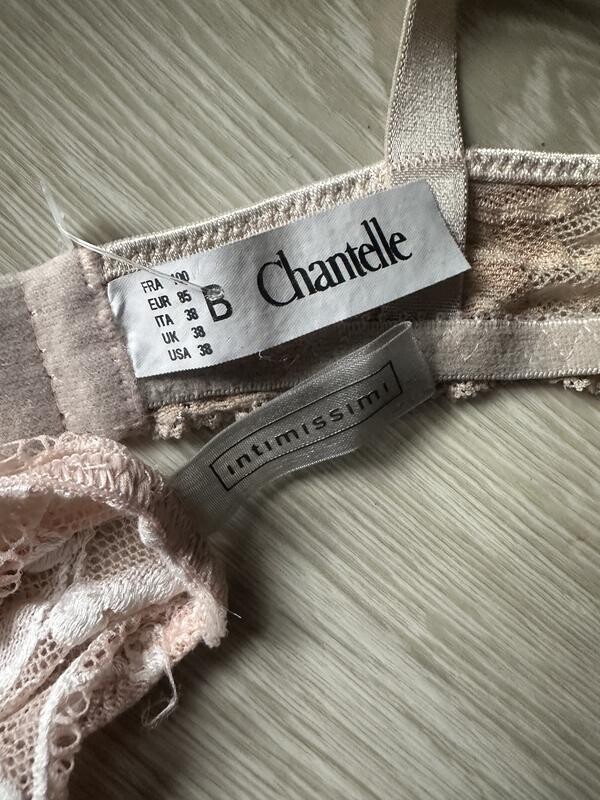 FRA 100
EUR 85
ITA 38
UK 38
USA 38
B
Chantelle
intimissimi